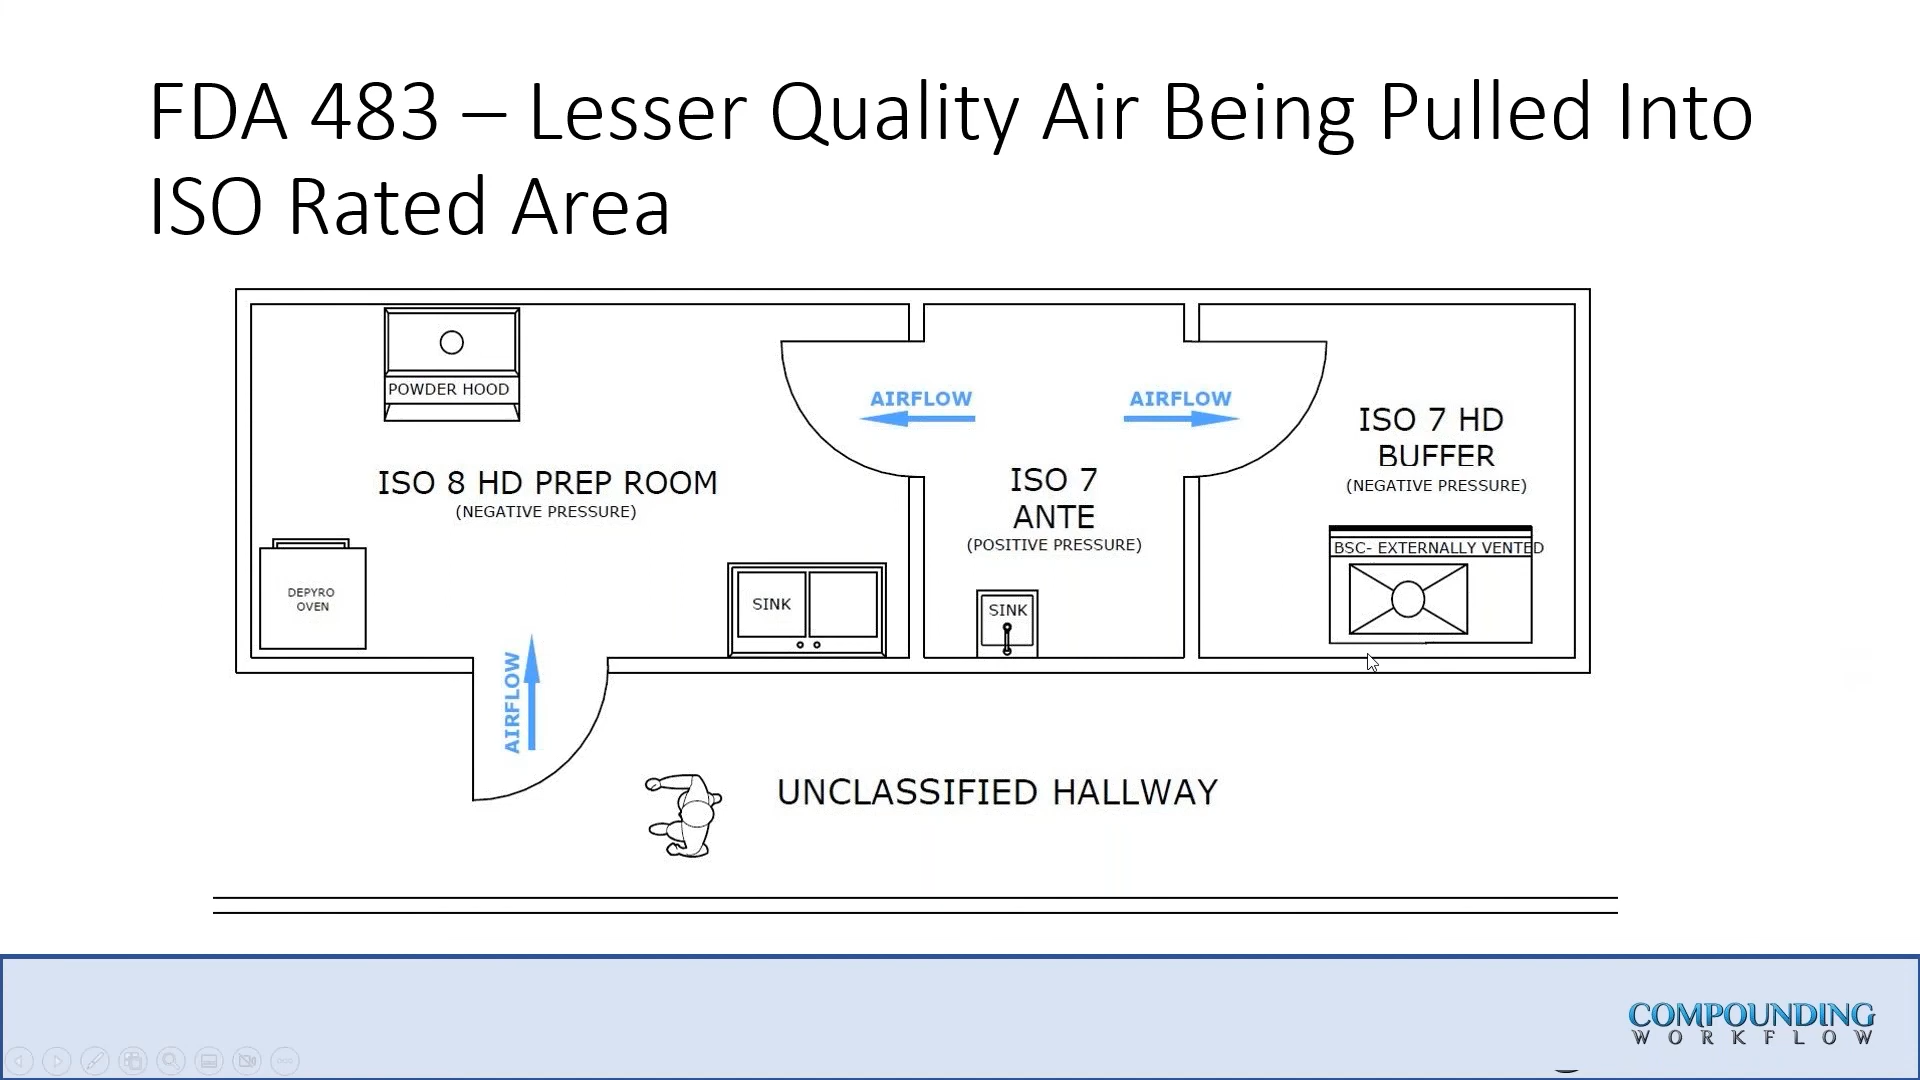 FDA 483 – Lesser Quality Air Being Pulled Into
ISO Rated Area
POWDER HOOD
AIRFLOW
AIRFLOW
ISO 7 HD
BUFFER
(NEGATIVE PRESSURE)
ISO 8 HD PREP ROOM
(NEGATIVE PRESSURE)
ISO 7
ANTE
(POSITIVE PRESSURE)
BSC- EXTERNALLY VENTED
DEPYRO
OVEN
SINK
SINK
AIRFLOW
UNCLASSIFIED HALLWAY
COMPOUNDING
WORKFLOW